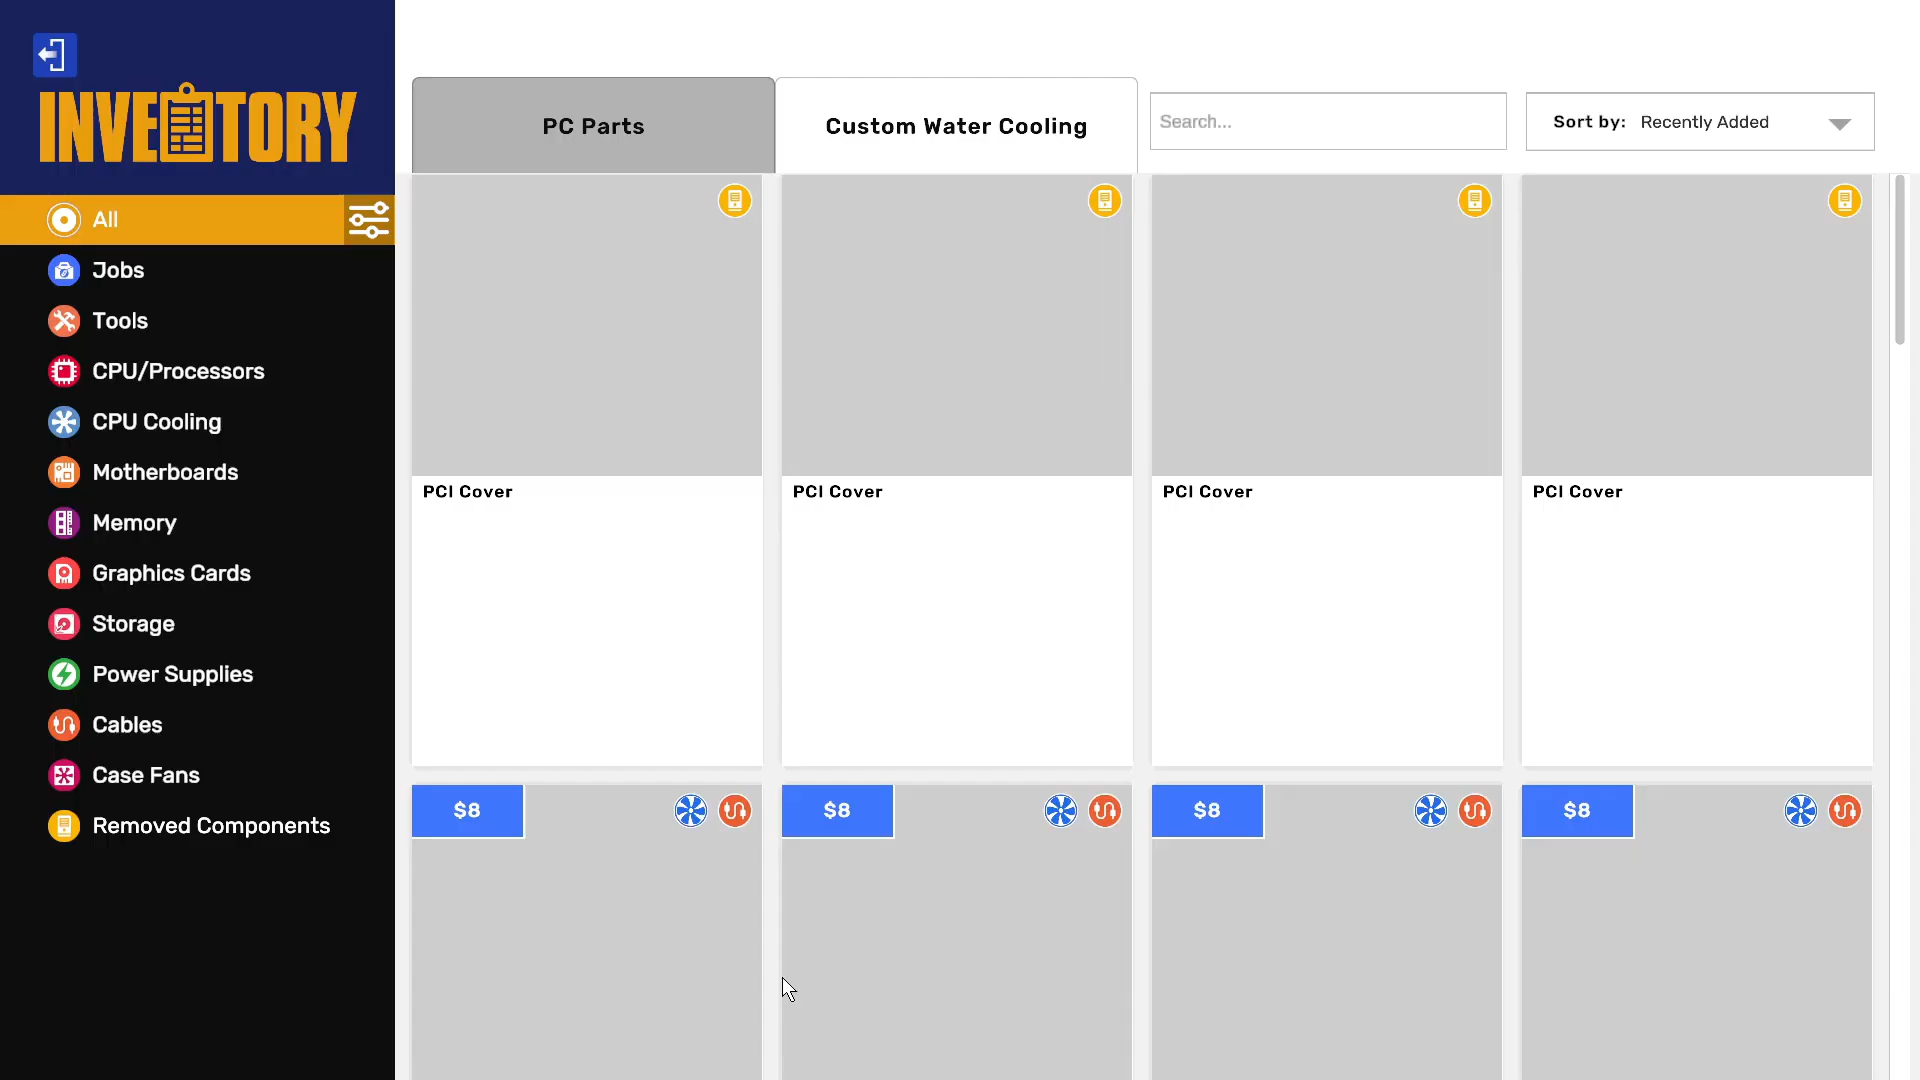 INVENTORY
PC Parts
Custom Water Cooling
Search...
Sort by: Recently Added
All
Jobs
Tools
CPU/Processors
CPU Cooling
Motherboards
Memory
Graphics Cards
Storage
Power Supplies
Cables
Case Fans
Removed Components
PCI Cover
PCI Cover
PCI Cover
PCI Cover
$8
$8
$8
$8